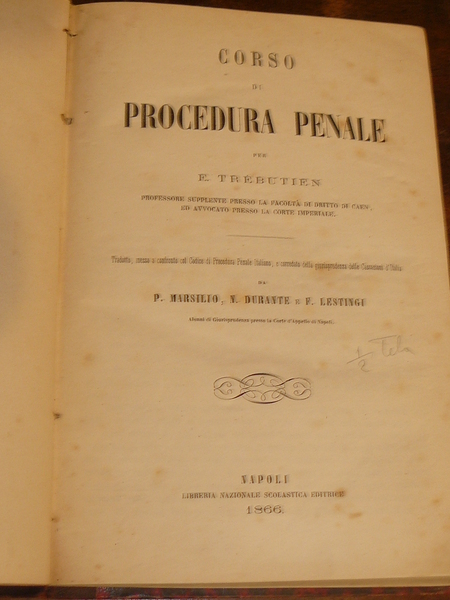 CORSO
DI
PROCEDURA PENALE
PER
E. TRÉBUTIEN
PROFESSORE SUPPLENTE PRESSO LA FACOLTÀ DI DRITTO DI CAEN,
ED AVVOCATO PRESSO LA CORTE IMPERIALE.
Tradotto, messo a confronto col Codice di Procedura Penale Italiano, e corredato della giurisprudenza delle Cassazioni d'Italia
DA
P. MARSILIO, N. DURANTE E F. LESTINGI
Alunni di Giurisprudenza presso la Corte d'Appello di Napoli.
1/2 Tela
NAPOLI
LIBRERIA NAZIONALE SCOLASTICA EDITRICE
1866.